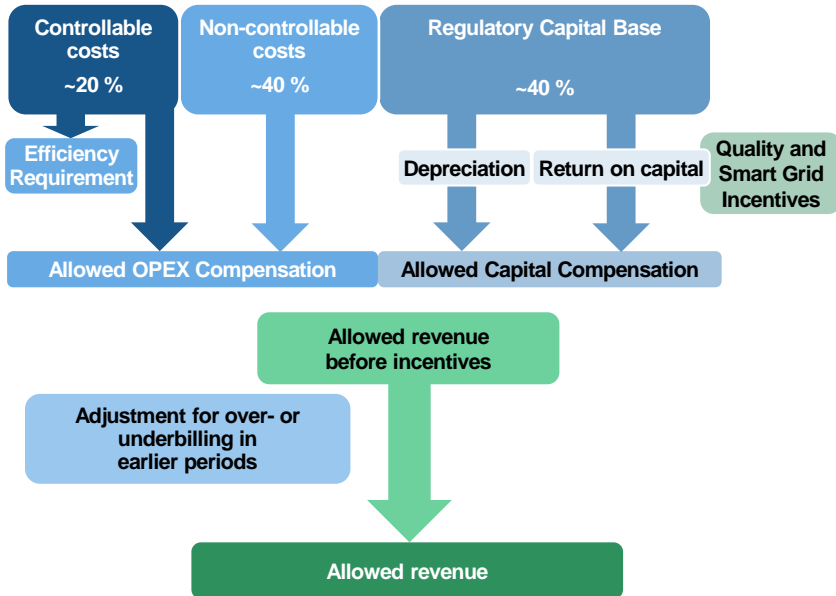 Controllable
costs
~20 %
Non-controllable
costs
~40 %
Regulatory Capital Base
~40 %
Efficiency
Requirement
Depreciation
Return on capital
Quality and
Smart Grid
Incentives
Allowed OPEX Compensation
Allowed Capital Compensation
Allowed revenue
before incentives
Adjustment for over- or
underbilling in
earlier periods
Allowed revenue